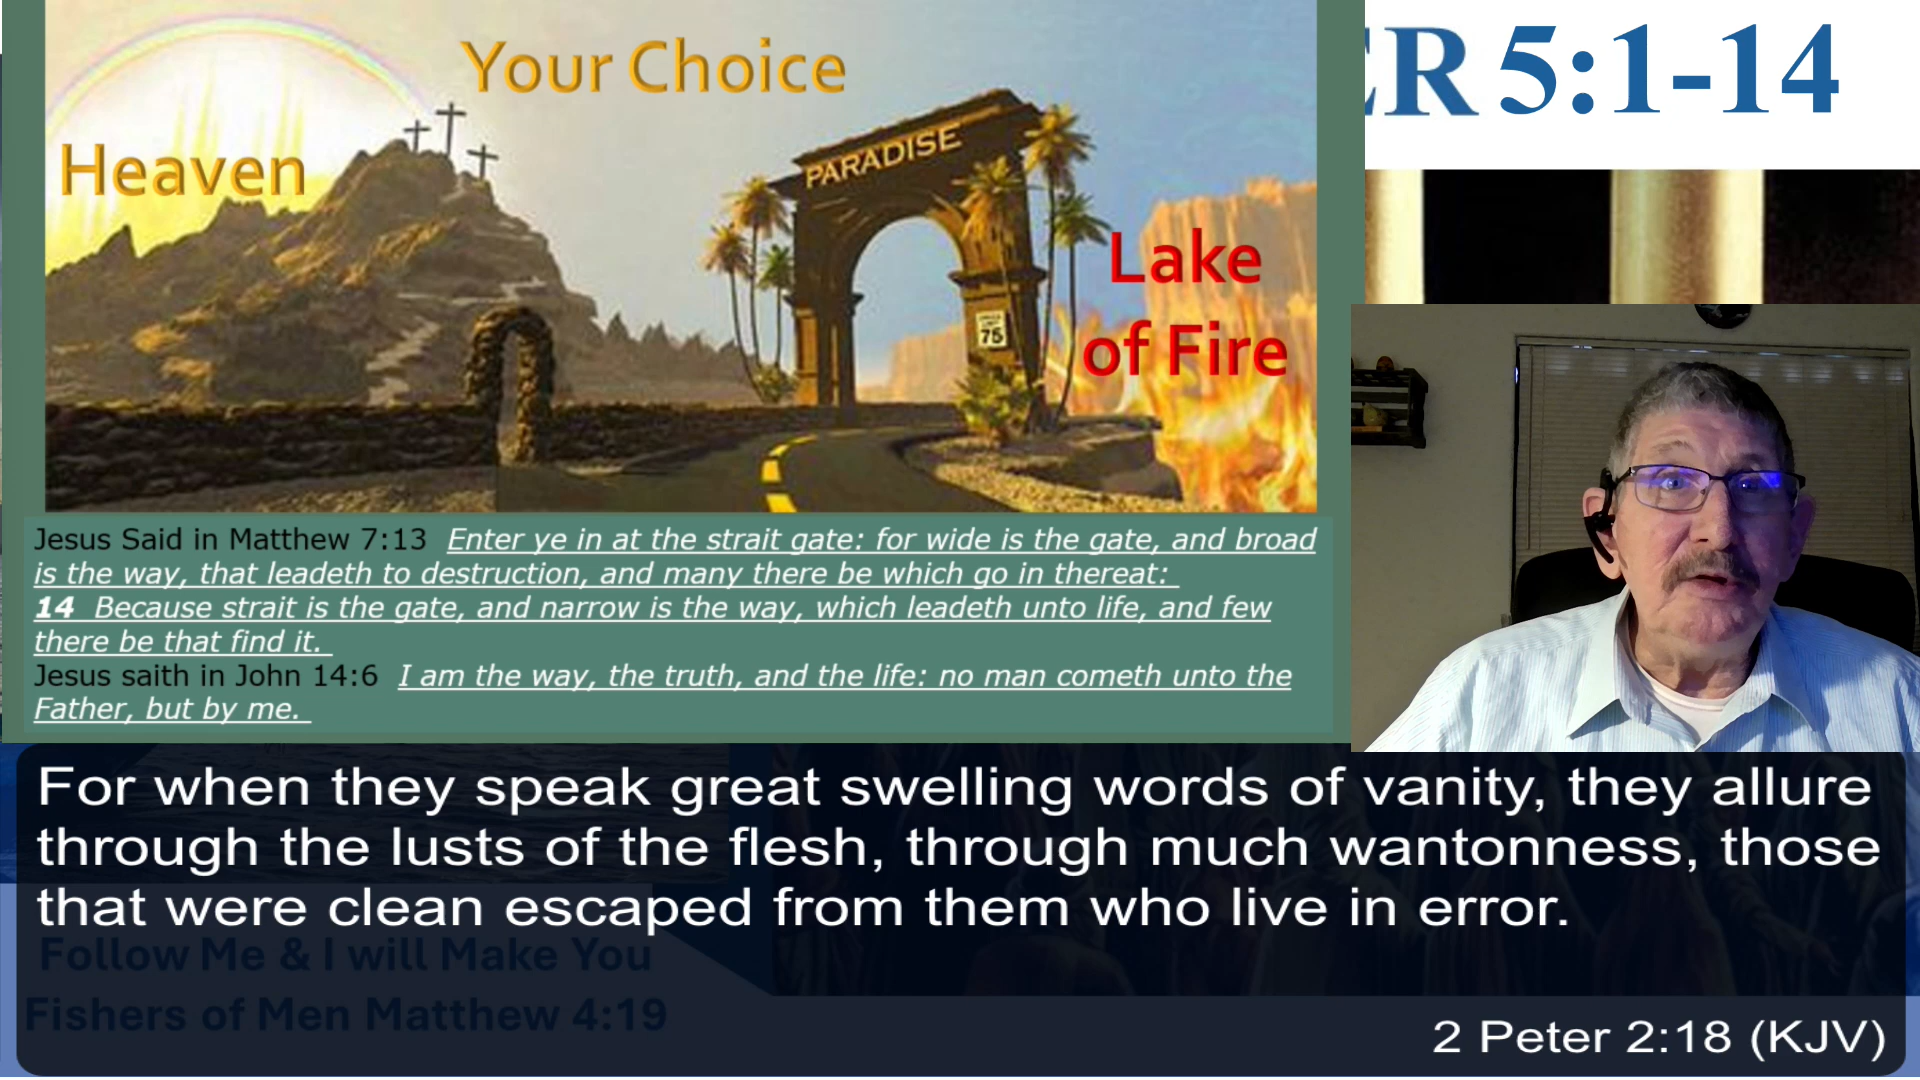 Your Choice
Heaven
PARADISE
75
Lake
of Fire
ER 5:1-14
Jesus Said in Matthew 7:13 Enter ye in at the strait gate: for wide is the gate, and broad
is the way, that leadeth to destruction, and many there be which go in thereat:
14 Because strait is the gate, and narrow is the way, which leadeth unto life, and few
there be that find it.
Jesus saith in John 14:6 I am the way, the truth, and the life: no man cometh unto the
Father, but by me.
For when they speak great swelling words of vanity, they allure
through the lusts of the flesh, through much wantonness, those
that were clean escaped from them who live in error.
Follow Me & I will Make You
Fishers of Men Matthew 4:19
2 Peter 2:18 (KJV)